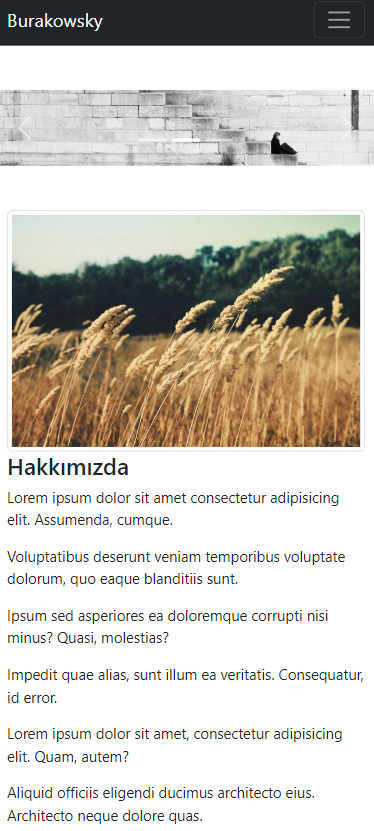 Burakowsky
Hakkımızda
Lorem ipsum dolor sit amet consectetur adipisicing
elit. Assumenda, cumque.
Voluptatibus deserunt veniam temporibus voluptate
dolorum, quo eaque blanditiis sunt.
Ipsum sed asperiores ea doloremque corrupti nisi
minus? Quasi, molestias?
Impedit quae alias, sunt illum ea veritatis. Consequatur,
id error.
Lorem ipsum dolor sit amet, consectetur adipisicing
elit. Quam, autem?
Aliquid officiis eligendi ducimus architecto eius.
Architecto neque dolore quas.